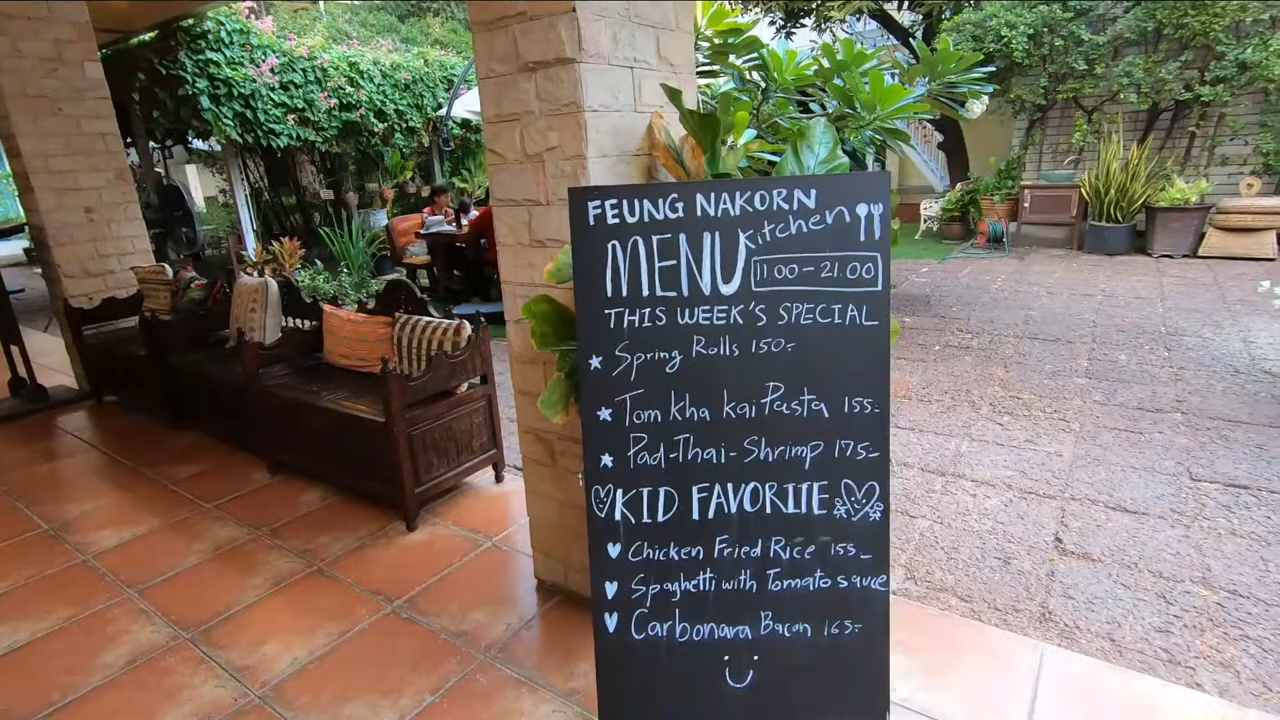 FEUNG NAKORN
Kitchen
MENU
11.00 - 21.00
THIS WEEK'S SPECIAL
Spring Rolls 150.-
Tom kha kai Pasta 155.-
Pad-Thai-Shrimp 175.-
KID FAVORITE
Chicken Fried Rice 155_
Spaghetti with Tomato sauce
Carbonara Bacon 165.-